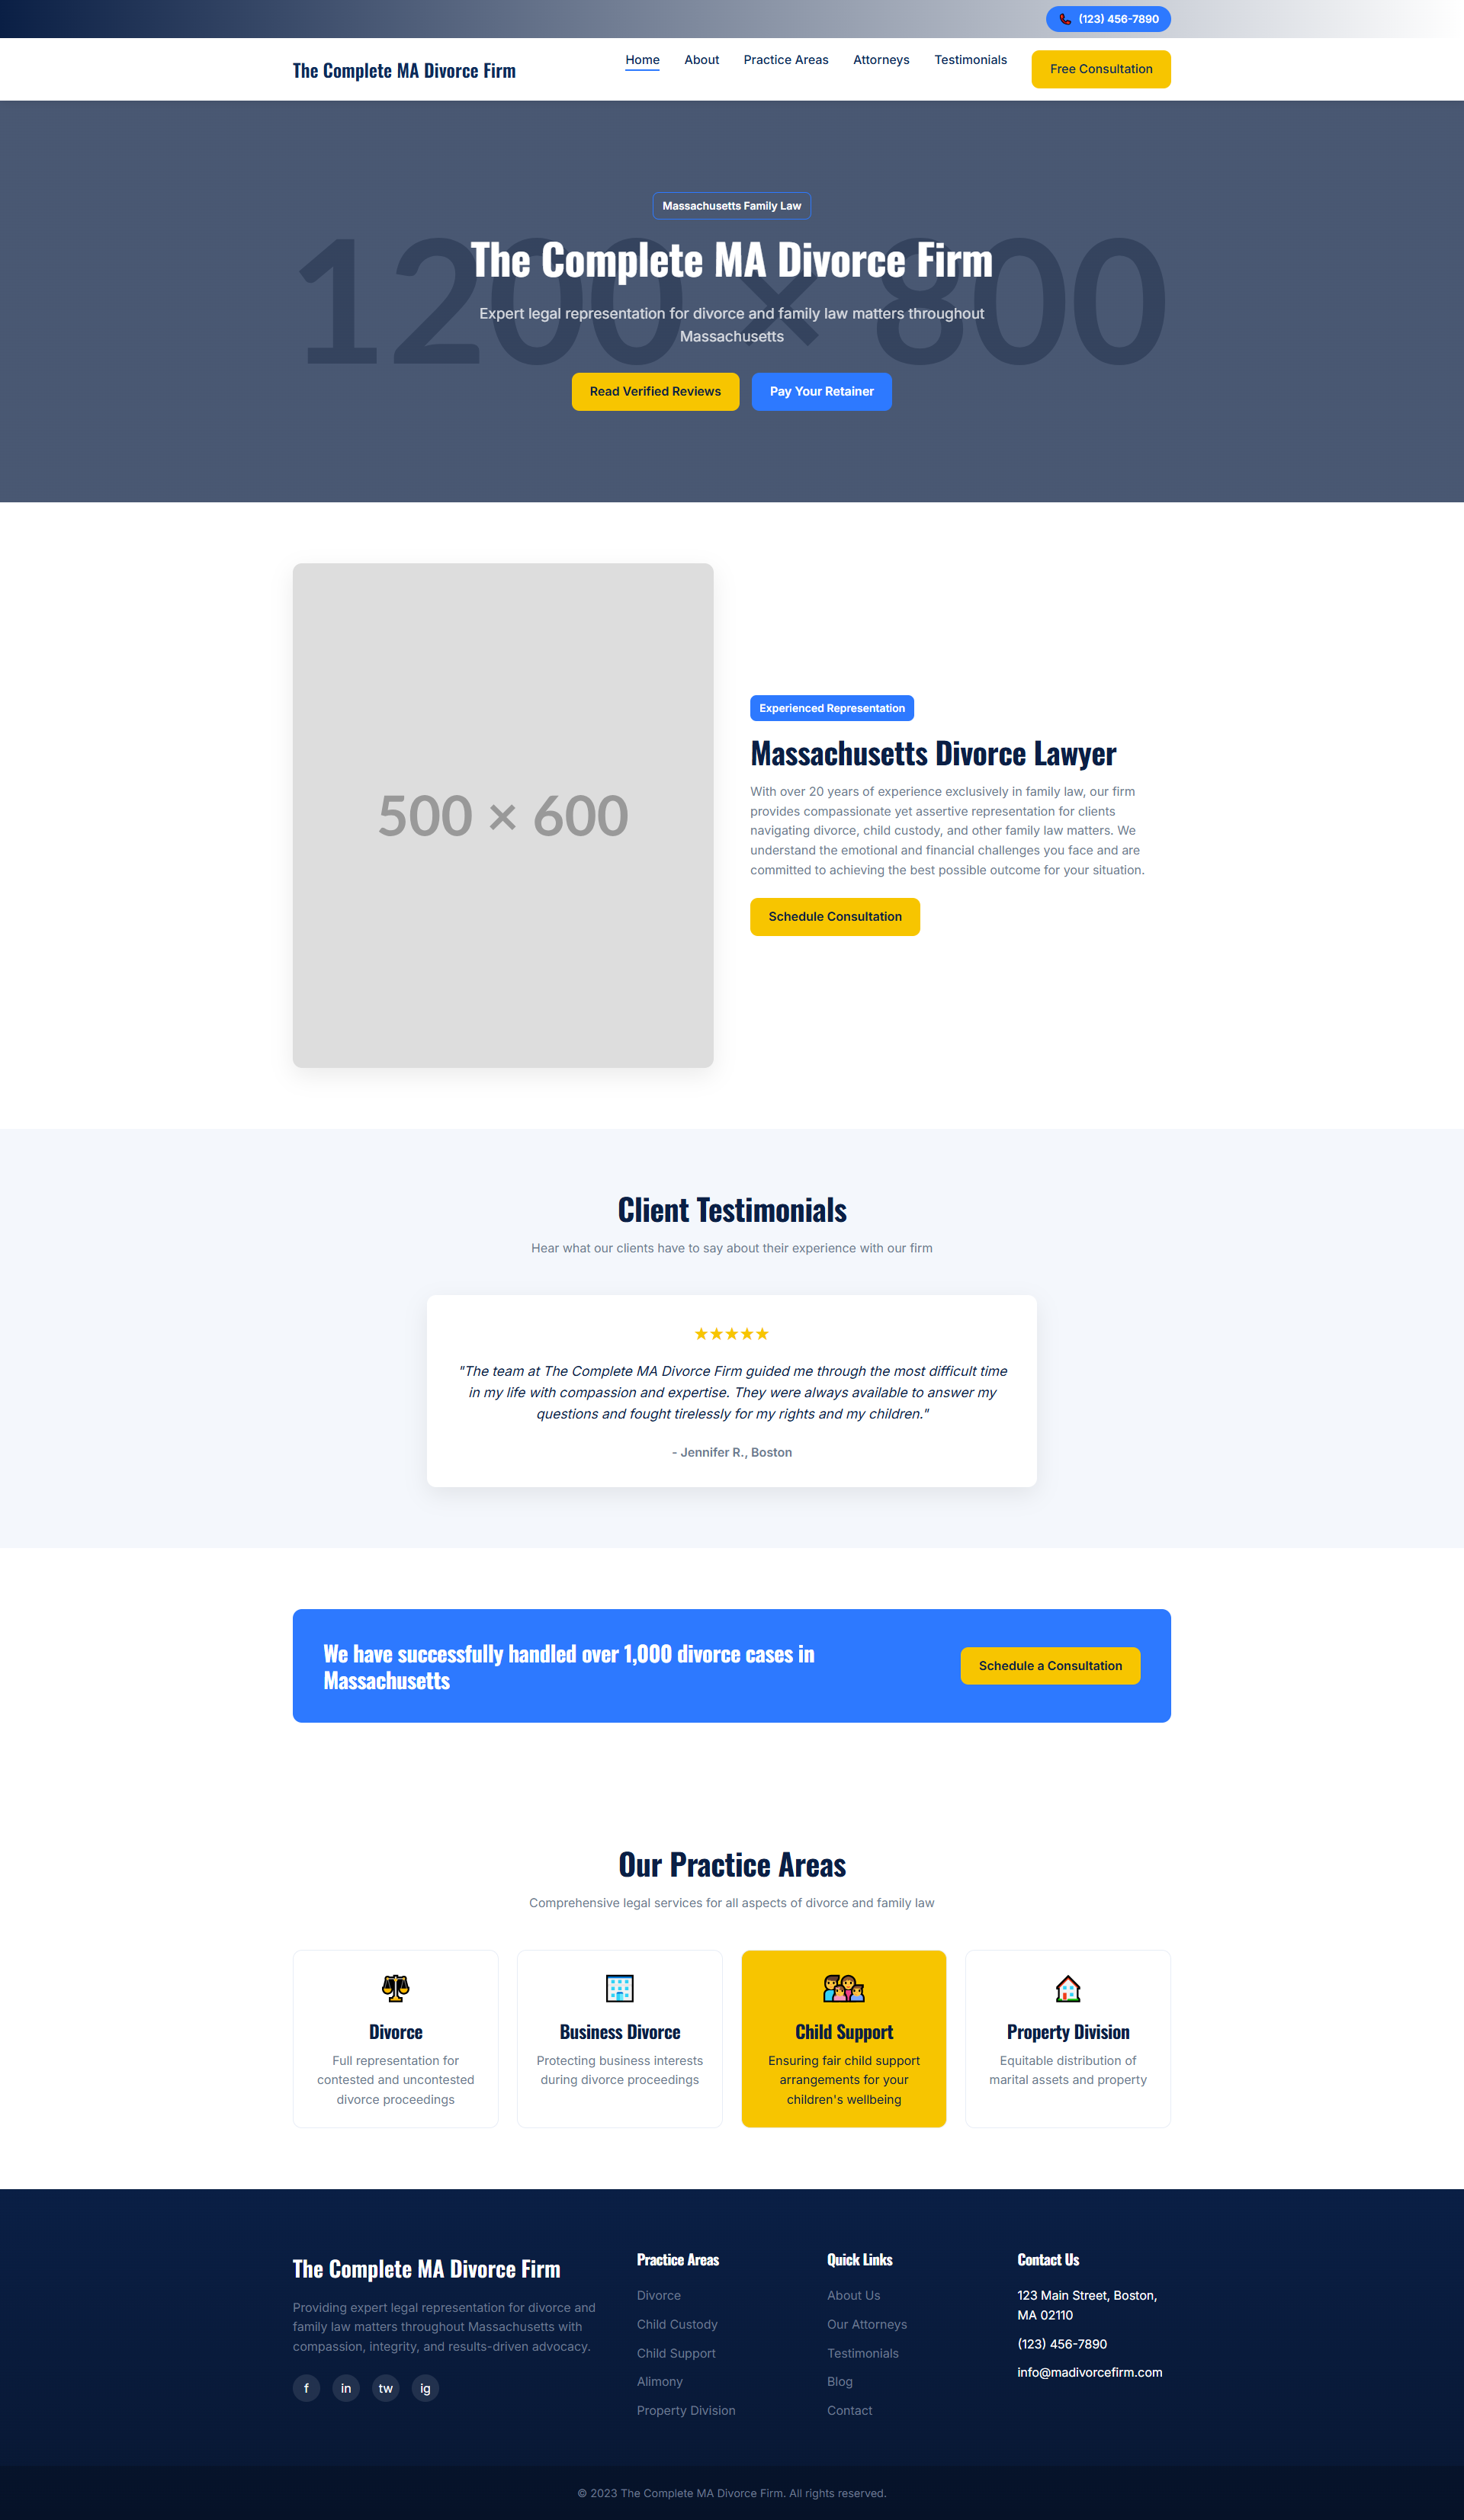 (123) 456-7890
The Complete MA Divorce Firm
Home
About
Practice Areas
Attorneys
Testimonials
Free Consultation
1200 × 800
Massachusetts Family Law
The Complete MA Divorce Firm
Expert legal representation for divorce and family law matters throughout
Massachusetts
Read Verified Reviews
Pay Your Retainer
500 × 600
Experienced Representation
Massachusetts Divorce Lawyer
With over 20 years of experience exclusively in family law, our firm
provides compassionate yet assertive representation for clients
navigating divorce, child custody, and other family law matters. We
understand the emotional and financial challenges you face and are
committed to achieving the best possible outcome for your situation.
Schedule Consultation
Client Testimonials
Hear what our clients have to say about their experience with our firm
★★★★★
"The team at The Complete MA Divorce Firm guided me through the most difficult time
in my life with compassion and expertise. They were always available to answer my
questions and fought tirelessly for my rights and my children."
- Jennifer R., Boston
We have successfully handled over 1,000 divorce cases in
Massachusetts
Schedule a Consultation
Our Practice Areas
Comprehensive legal services for all aspects of divorce and family law
Divorce
Full representation for
contested and uncontested
divorce proceedings
Business Divorce
Protecting business interests
during divorce proceedings
Child Support
Ensuring fair child support
arrangements for your
children's wellbeing
Property Division
Equitable distribution of
marital assets and property
The Complete MA Divorce Firm
Providing expert legal representation for divorce and
family law matters throughout Massachusetts with
compassion, integrity, and results-driven advocacy.
f
in
tw
ig
Practice Areas
Divorce
Child Custody
Child Support
Alimony
Property Division
Quick Links
About Us
Our Attorneys
Testimonials
Blog
Contact
Contact Us
123 Main Street, Boston,
MA 02110
(123) 456-7890
info@madivorcefirm.com
© 2023 The Complete MA Divorce Firm. All rights reserved.